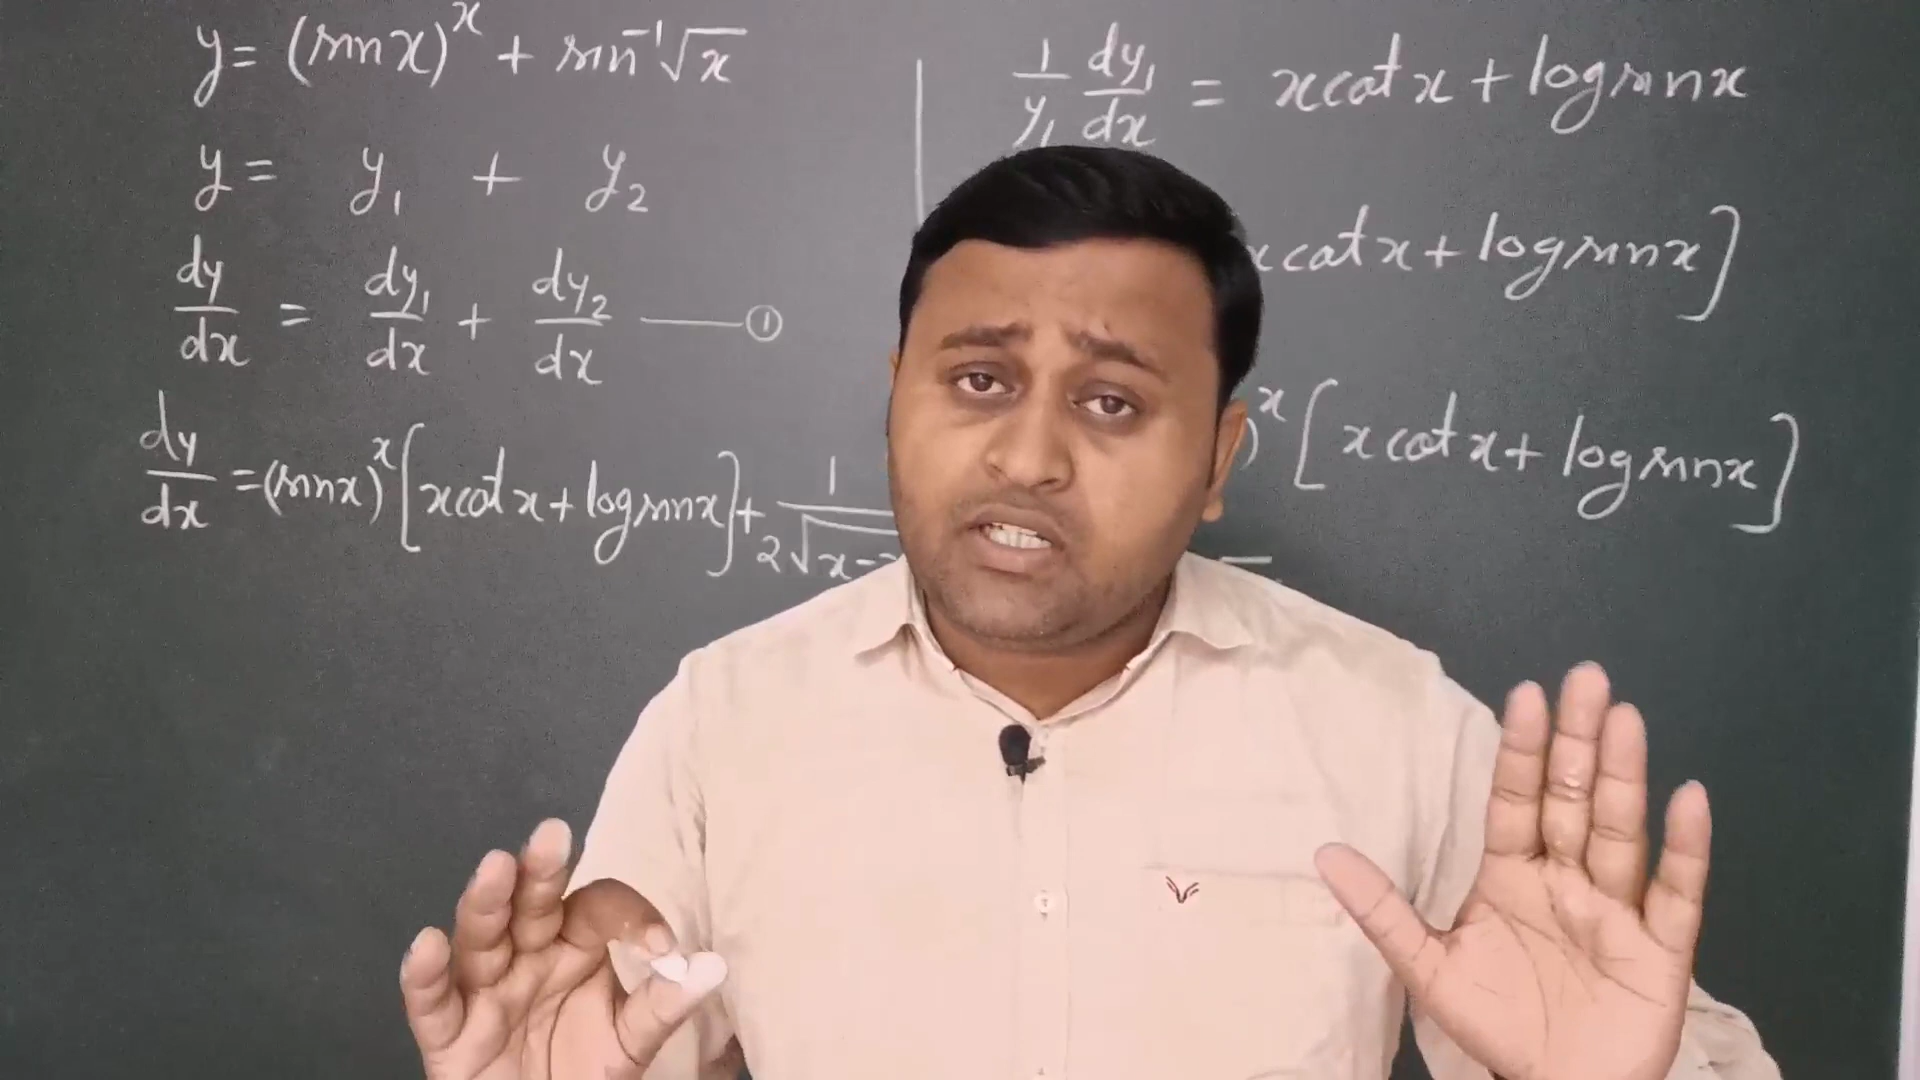 y = (sin x)^x + sin⁻¹√x
y = y₁ + y₂
dy/dx = dy₁/dx + dy₂/dx —— ①
dy/dx = (sin x)^x [x cot x + log sin x] + 1/2√x-
1/y₁ dy₁/dx = x cot x + log sin x
x cot x + log sin x]
)^x [x cot x + log sin x]